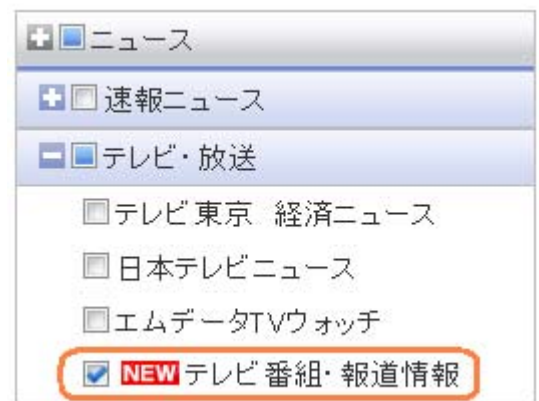 ニュース
速報ニュース
テレビ・放送
テレビ東京 経済ニュース
日本テレビニュース
エムデータTVウォッチ
NEW テレビ番組・報道情報